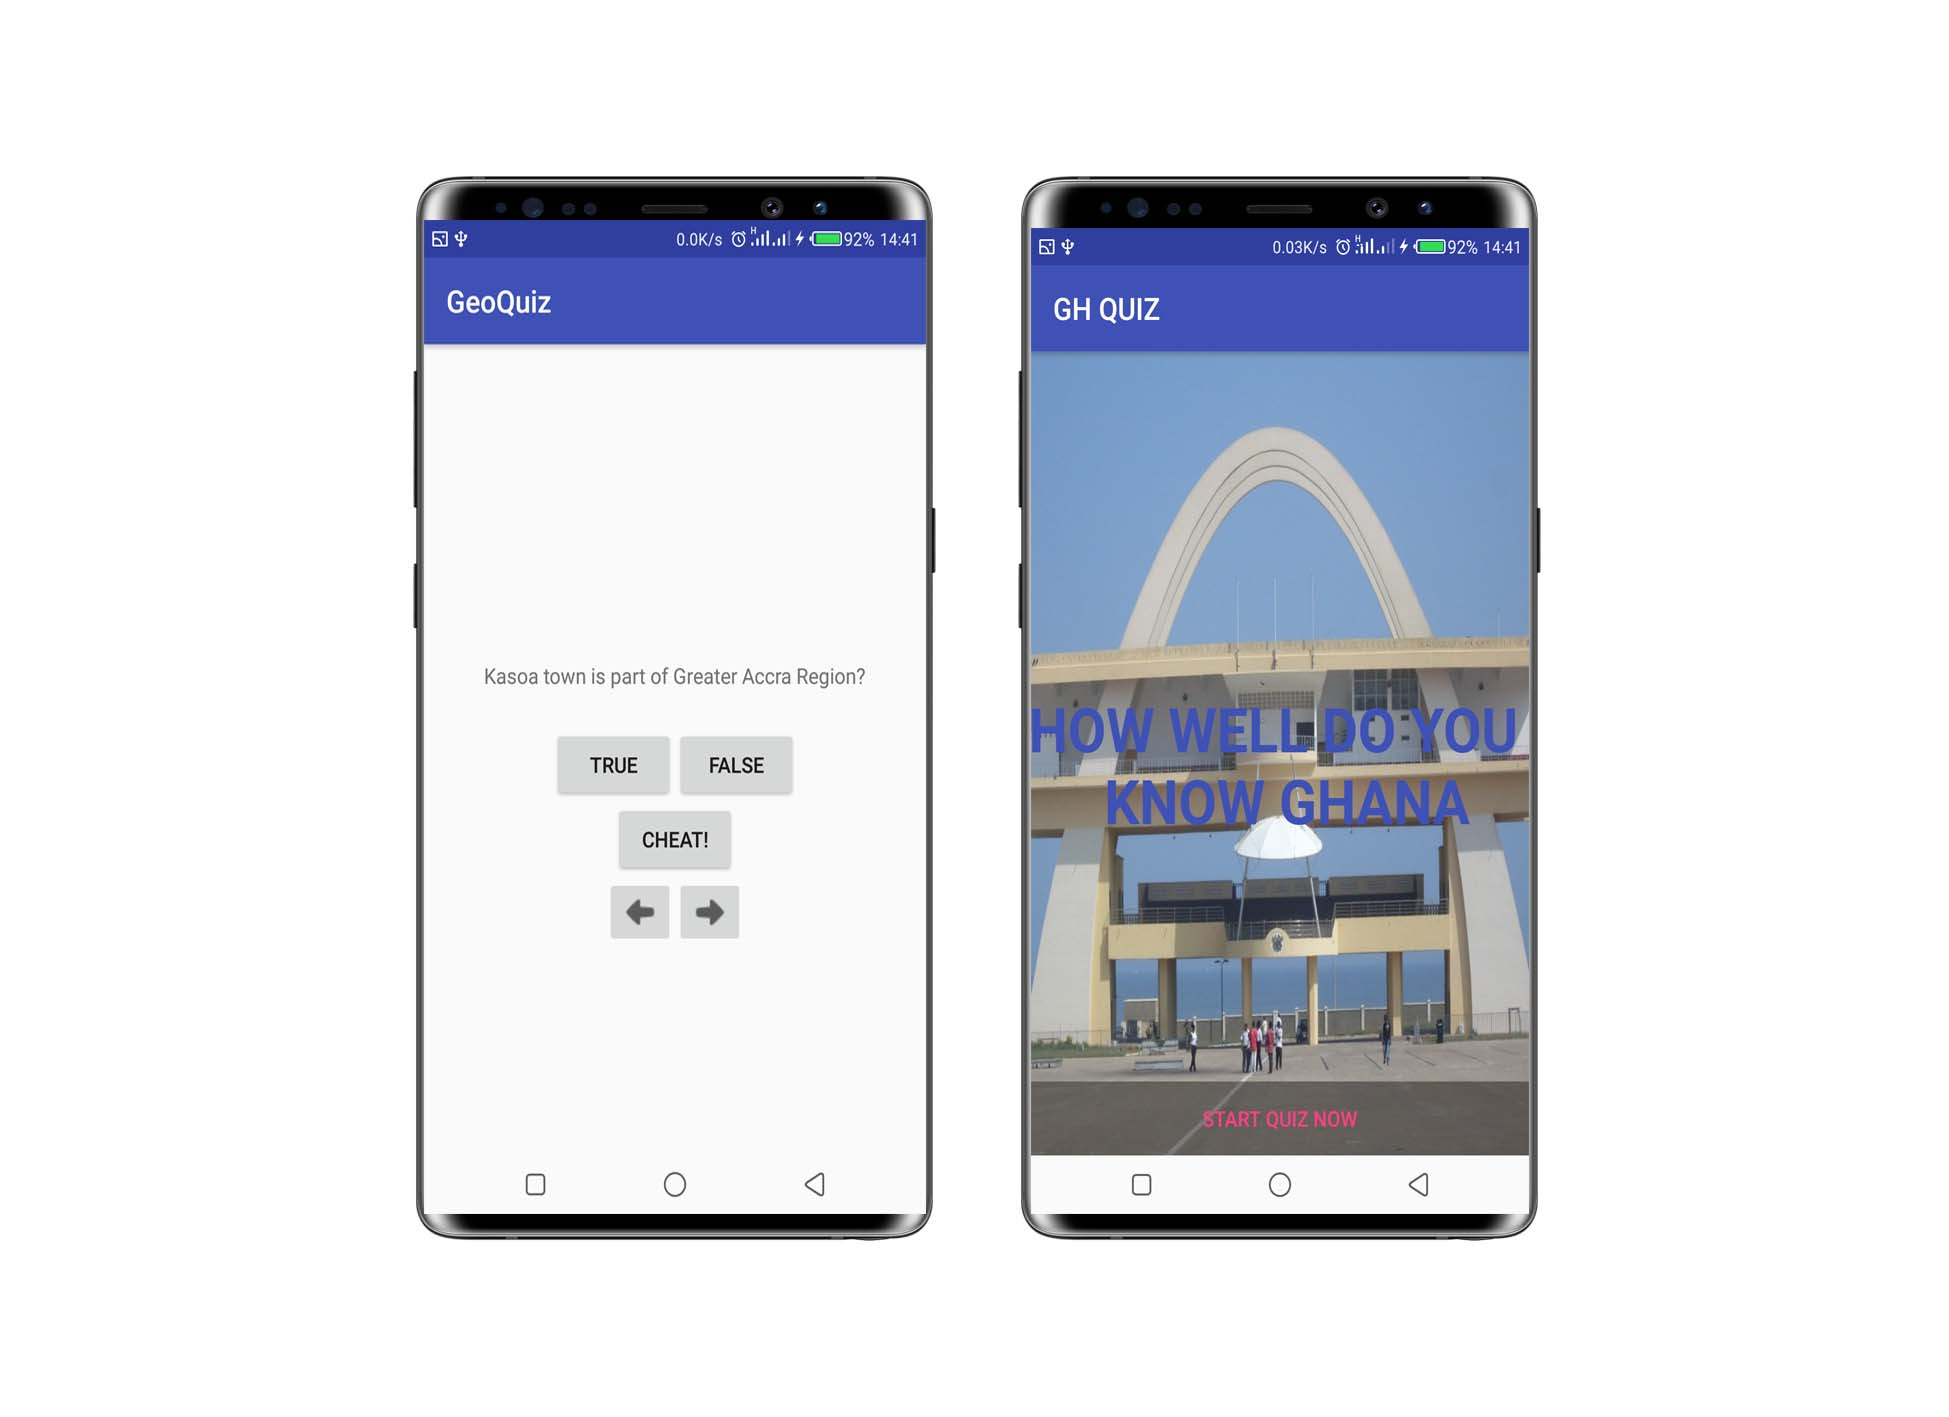 0.0K/s H 92% 14:41
GeoQuiz
Kasoa town is part of Greater Accra Region?
TRUE FALSE
CHEAT!
0.03K/s H 92% 14:41
GH QUIZ
HOW WELL DO YOU
KNOW GHANA
START QUIZ NOW